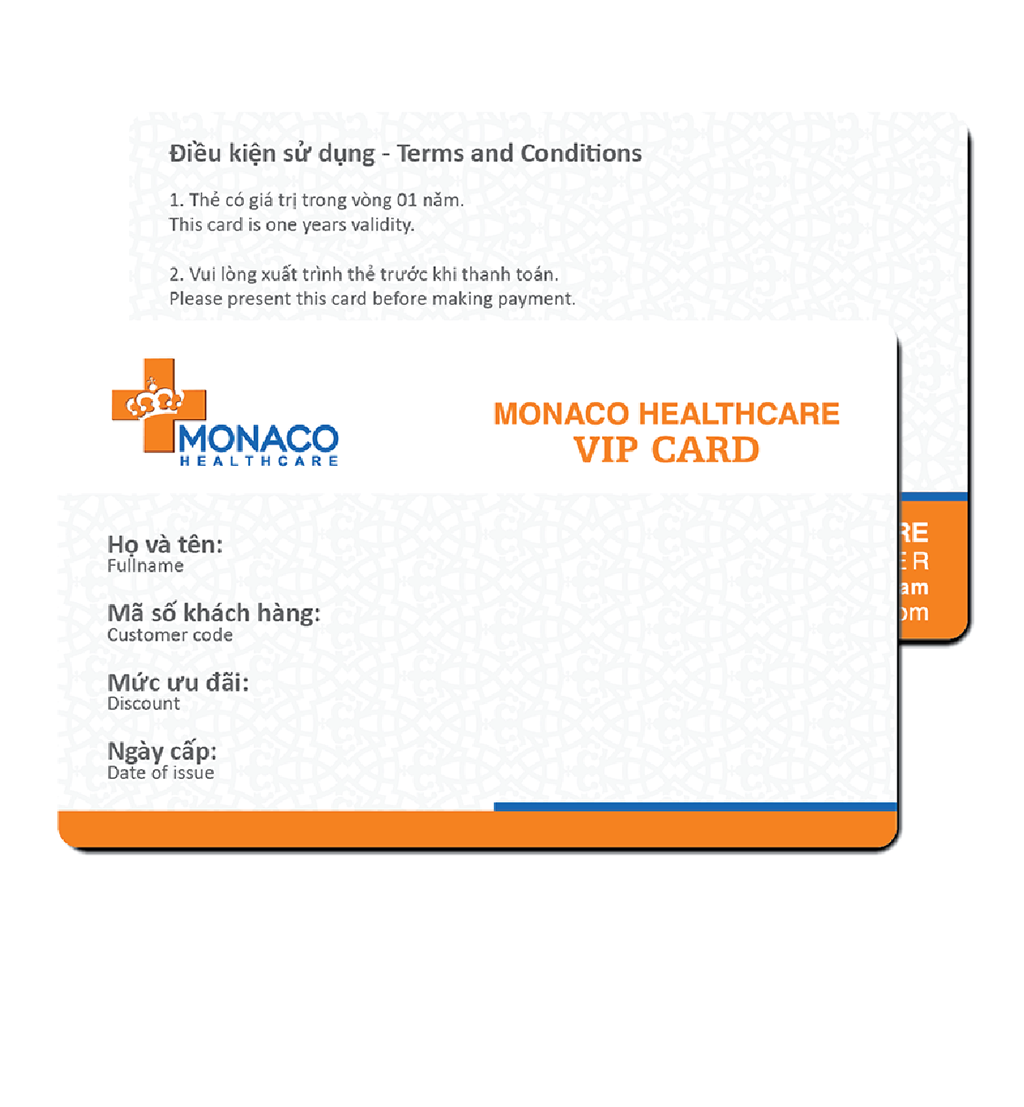 Điều kiện sử dụng - Terms and Conditions
1. Thẻ có giá trị trong vòng 01 năm.
This card is one years validity.
2. Vui lòng xuất trình thẻ trước khi thanh toán.
Please present this card before making payment.
MONACO
HEALTHCARE
MONACO HEALTHCARE
VIP CARD
Họ và tên:
Fullname
Mã số khách hàng:
Customer code
Mức ưu đãi:
Discount
Ngày cấp:
Date of issue